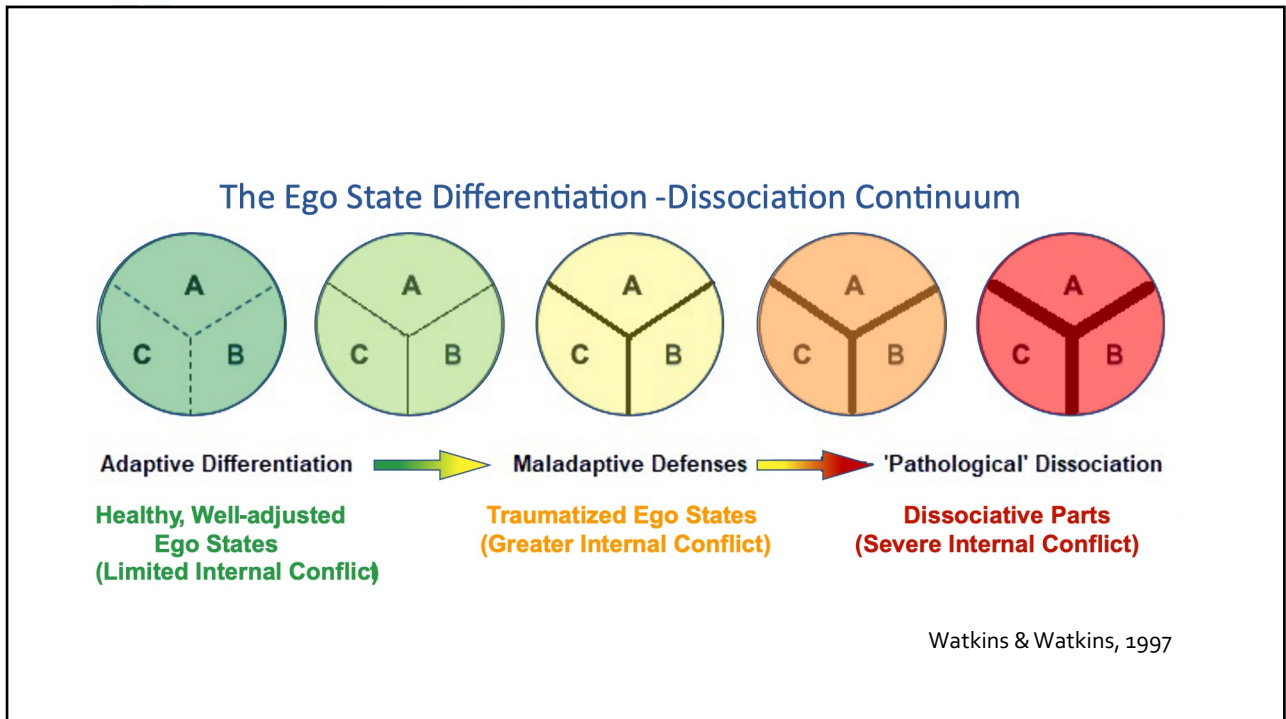 The Ego State Differentiation -Dissociation Continuum
A
C B
A
C B
A
C B
A
C B
A
C B
Adaptive Differentiation
Maladaptive Defenses
'Pathological' Dissociation
Healthy, Well-adjusted
Ego States
(Limited Internal Conflict)
Traumatized Ego States
(Greater Internal Conflict)
Dissociative Parts
(Severe Internal Conflict)
Watkins & Watkins, 1997